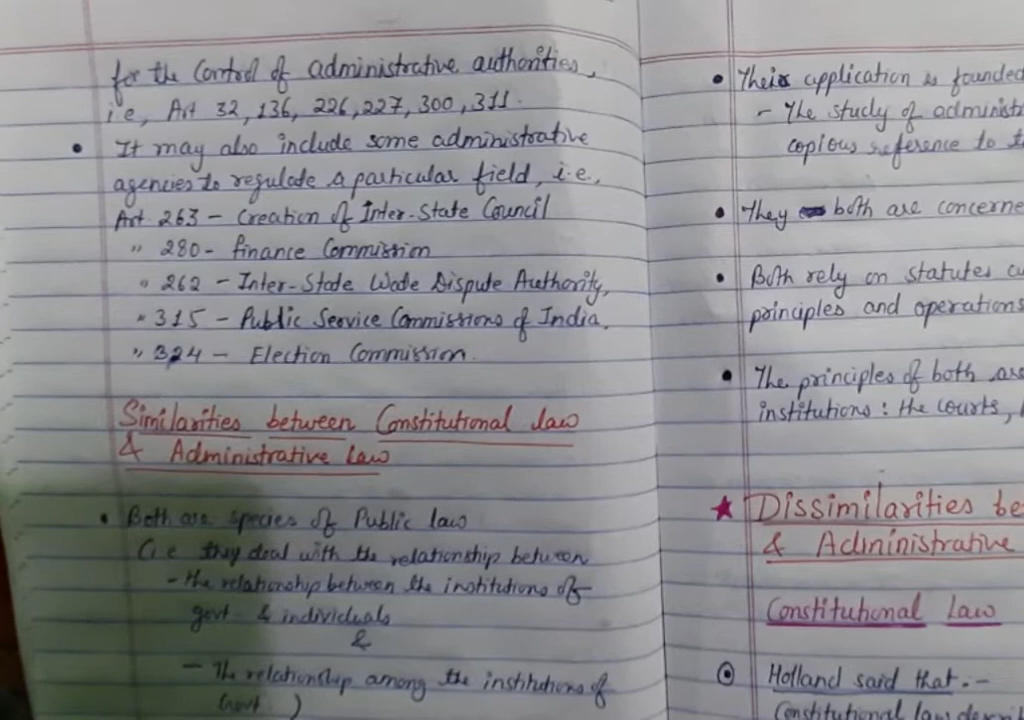 for the Control of administrative authorities,
i.e, Art 32, 136, 226, 227, 300, 311.
• It may also include some administrative
agencies to regulate a particular field, i.e,
Art 263 - Creation of Inter-State Council
" 280 - finance Commission
" 262 - Inter-State Wate Dispute Authority,
" 315 - Public Service Commissions of India,
" 324 - Election Commission.
Similarities between Constitutional law
& Administrative Law
• Both are species of Public law
(i.e they deal with the relationship between
- the relationship between the institutions of
govt & individuals
&
- The relationship among the institutions of
Govt )
• Their application is founded
- The study of administ
copious reference to
• They both are concerne
• Both rely on statutes
principles and operations
• The principles of both are
institutions : the courts,
★ Dissimilarities be
& Administrative
Constitutional Law
Holland said that :-
Constitutional law descri